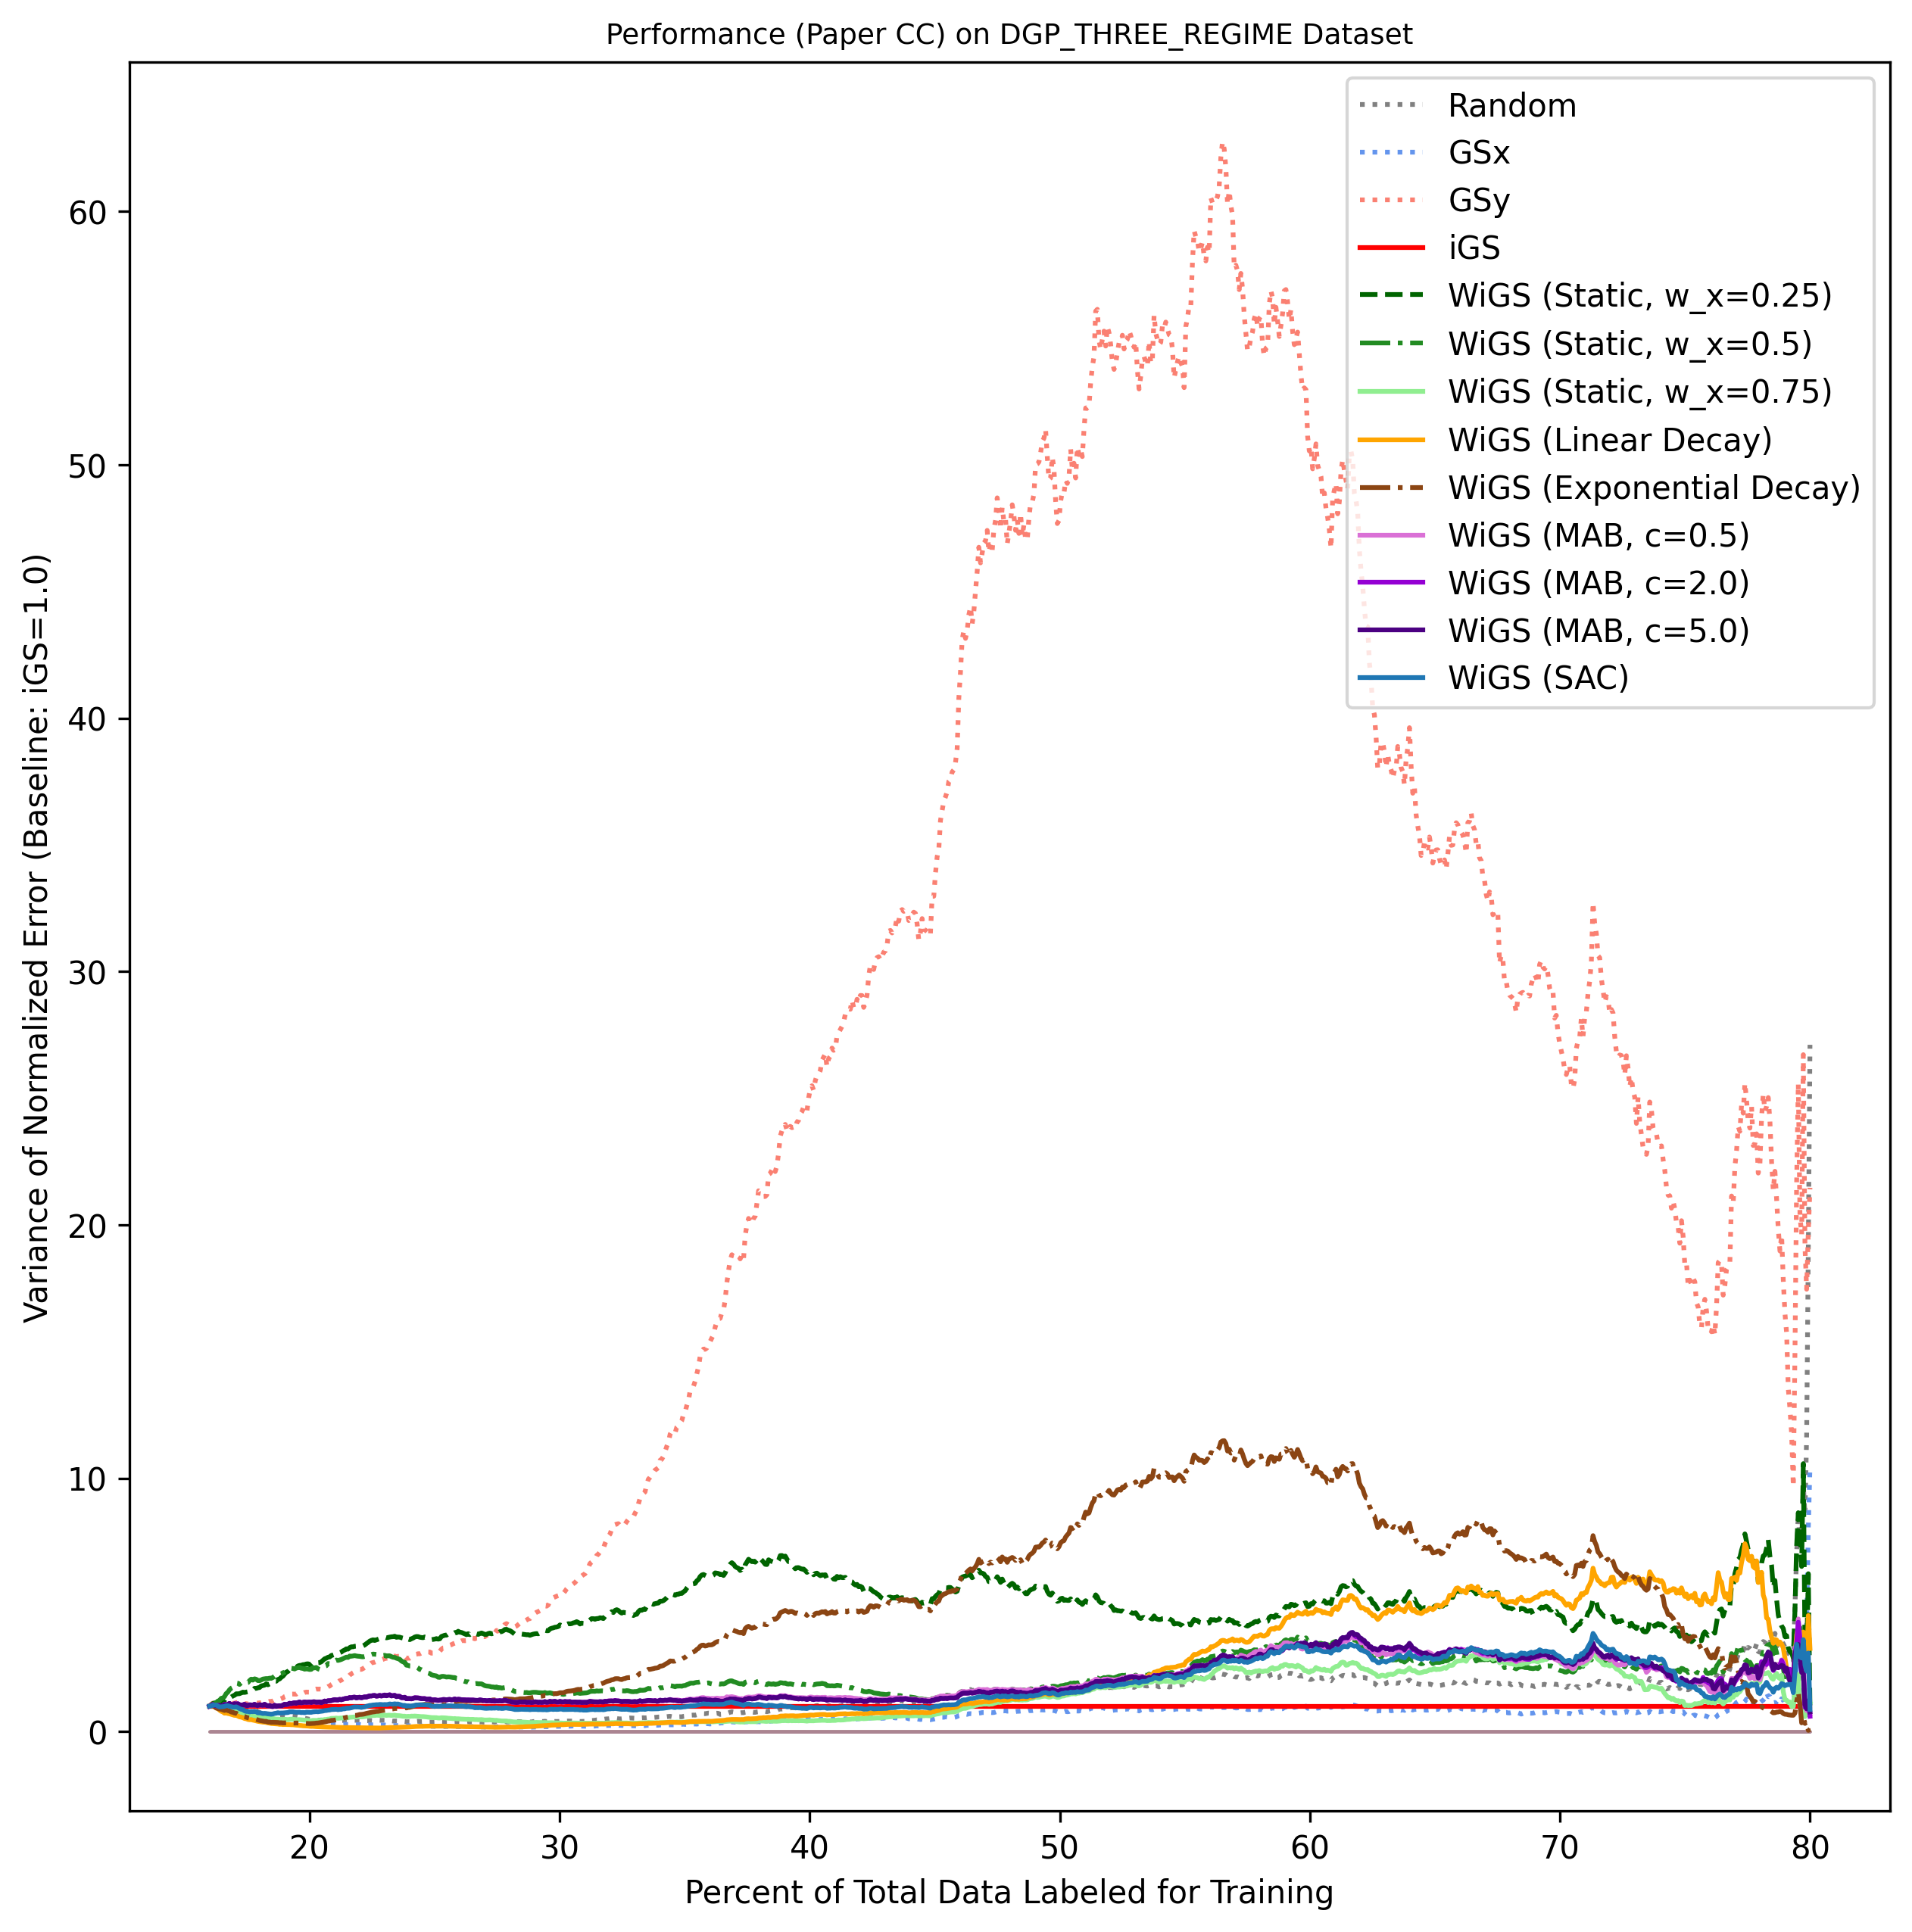 Performance (Paper CC) on DGP_THREE_REGIME Dataset
Variance of Normalized Error (Baseline: iGS=1.0)
60
50
40
30
20
10
0
Random
GSx
GSy
iGS
WiGS (Static, w_x=0.25)
WiGS (Static, w_x=0.5)
WiGS (Static, w_x=0.75)
WiGS (Linear Decay)
WiGS (Exponential Decay)
WiGS (MAB, c=0.5)
WiGS (MAB, c=2.0)
WiGS (MAB, c=5.0)
WiGS (SAC)
20 30 40 50 60 70 80
Percent of Total Data Labeled for Training